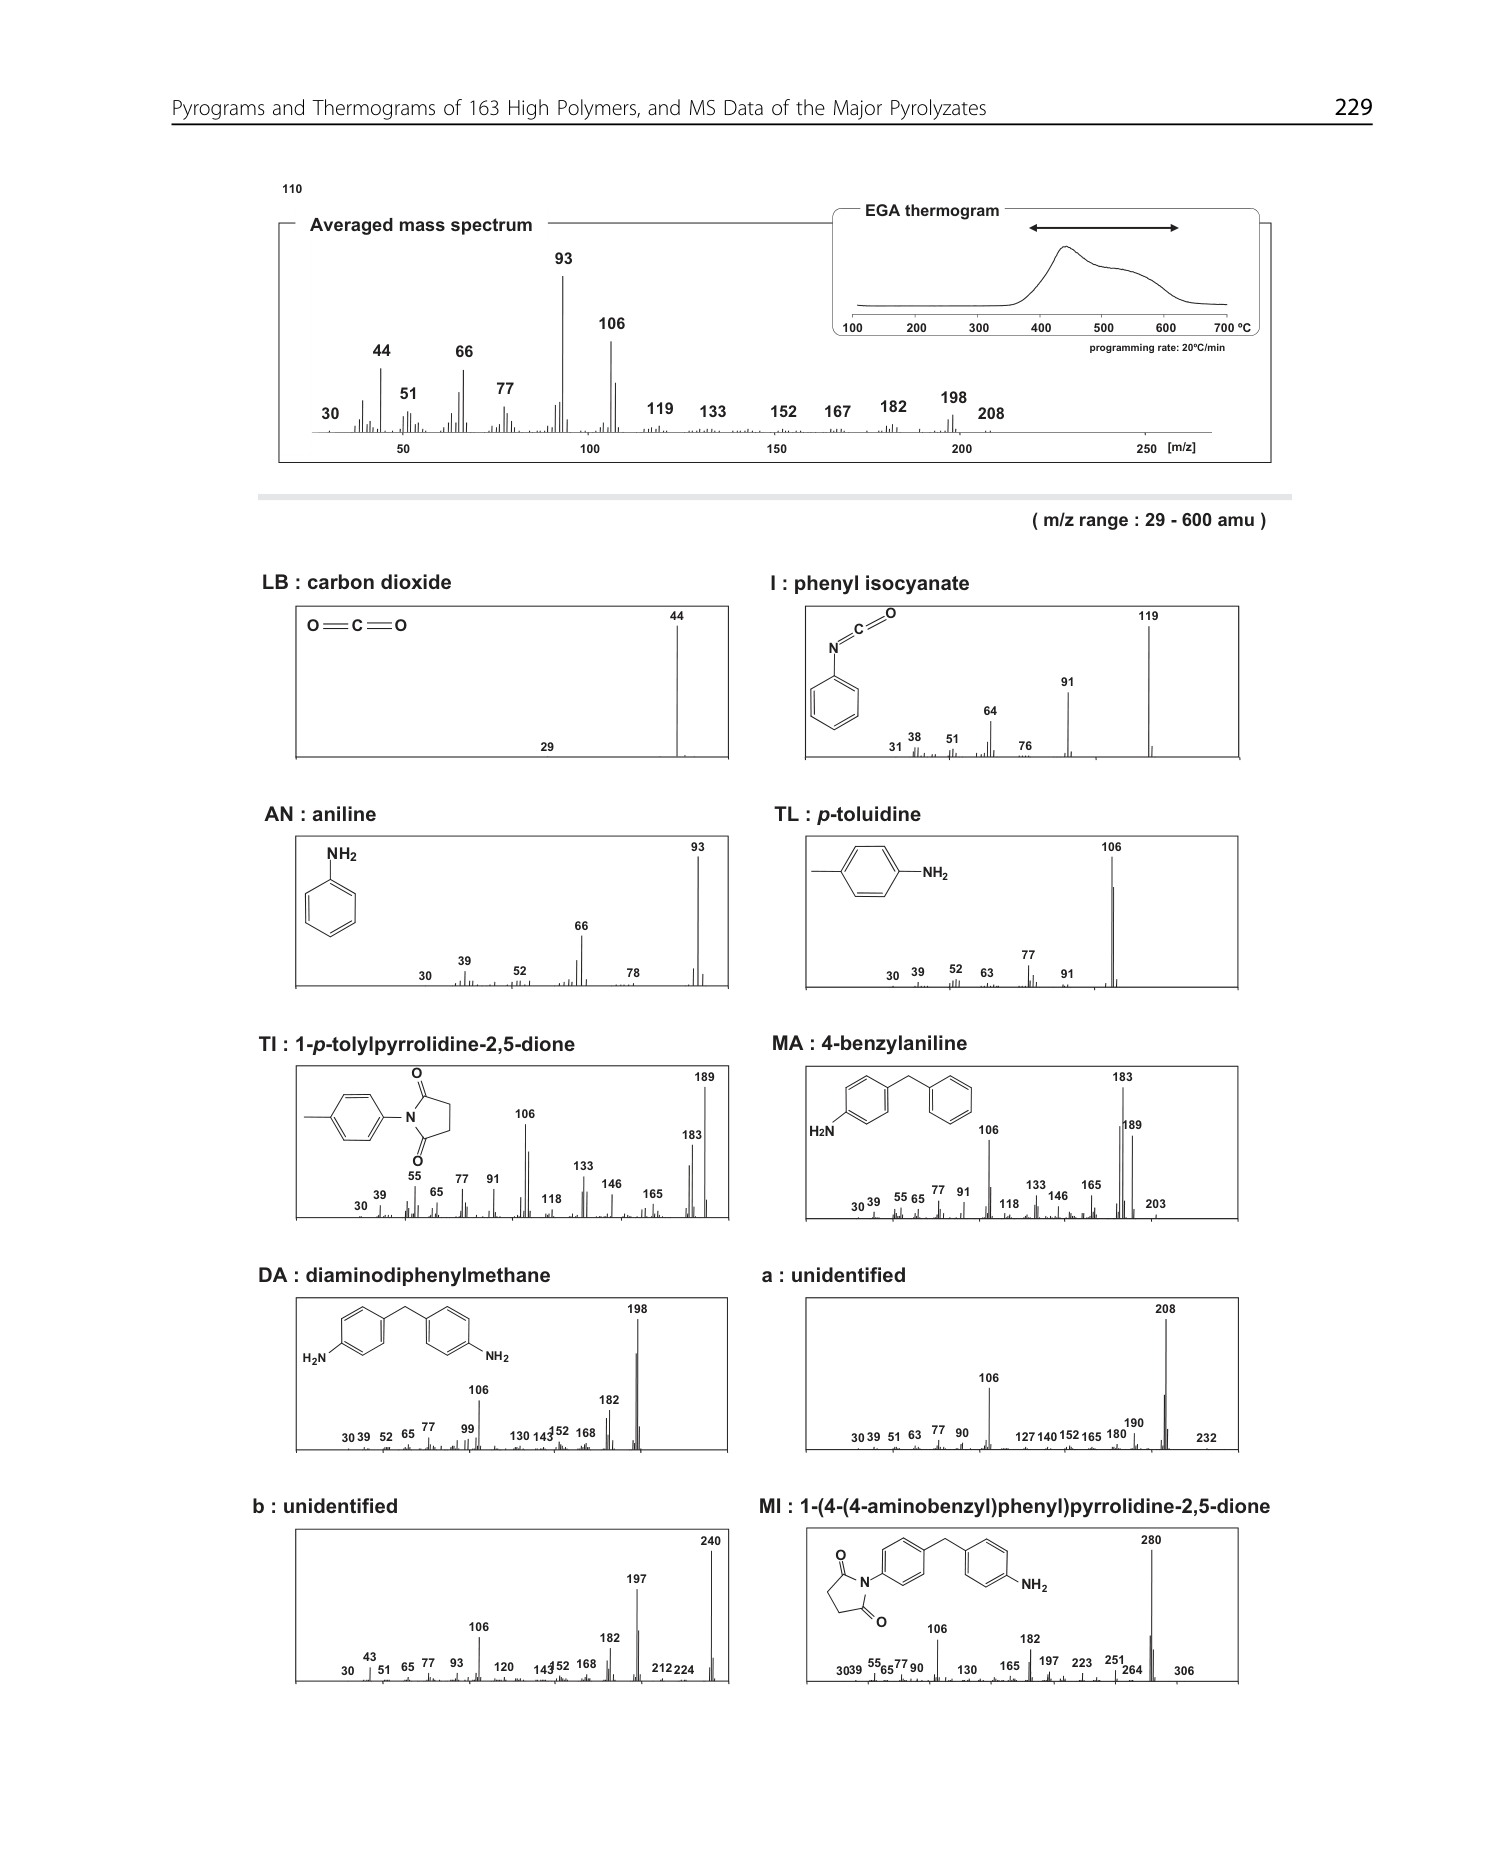 Pyrograms and Thermograms of 163 High Polymers, and MS Data of the Major Pyrolyzates 229
110
Averaged mass spectrum
EGA thermogram
93
106
44
66
51
77
30
119
133
152
167
182
198
208
50 100 150 200 250 [m/z]
100 200 300 400 500 600 700 ºC
programming rate: 20ºC/min
( m/z range : 29 - 600 amu )
LB : carbon dioxide
O C O
44
29
I : phenyl isocyanate
O
C
N
119
91
64
31 38 51 76
AN : aniline
NH2
93
66
39
30 52 78
TL : p-toluidine
NH2
106
77
30 39 52 63 91
TI : 1-p-tolylpyrrolidine-2,5-dione
O
N
O
189
183
106
133
146
30 39 55 65 77 91 118 165
MA : 4-benzylaniline
H2N
183
189
106
30 39 55 65 77 91 118 133 146 165 203
DA : diaminodiphenylmethane
H2N NH2
198
106
182
30 39 52 65 77 99 130 143 152 168
a : unidentified
208
106
30 39 51 63 77 90 127 140 152 165 180 190 232
b : unidentified
240
197
106
182
30 43 51 65 77 93 120 143 152 168 212 224
MI : 1-(4-(4-aminobenzyl)phenyl)pyrrolidine-2,5-dione
O
N
NH2
O
280
106
182
30 39 55 65 77 90 130 165 197 223 251 264 306